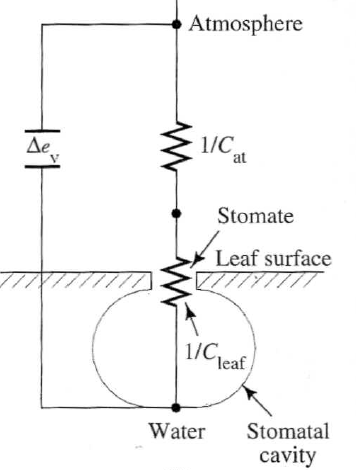 Atmosphere
Δe_v
1/C_at
Stomate
Leaf surface
1/C_leaf
Water
Stomatal
cavity